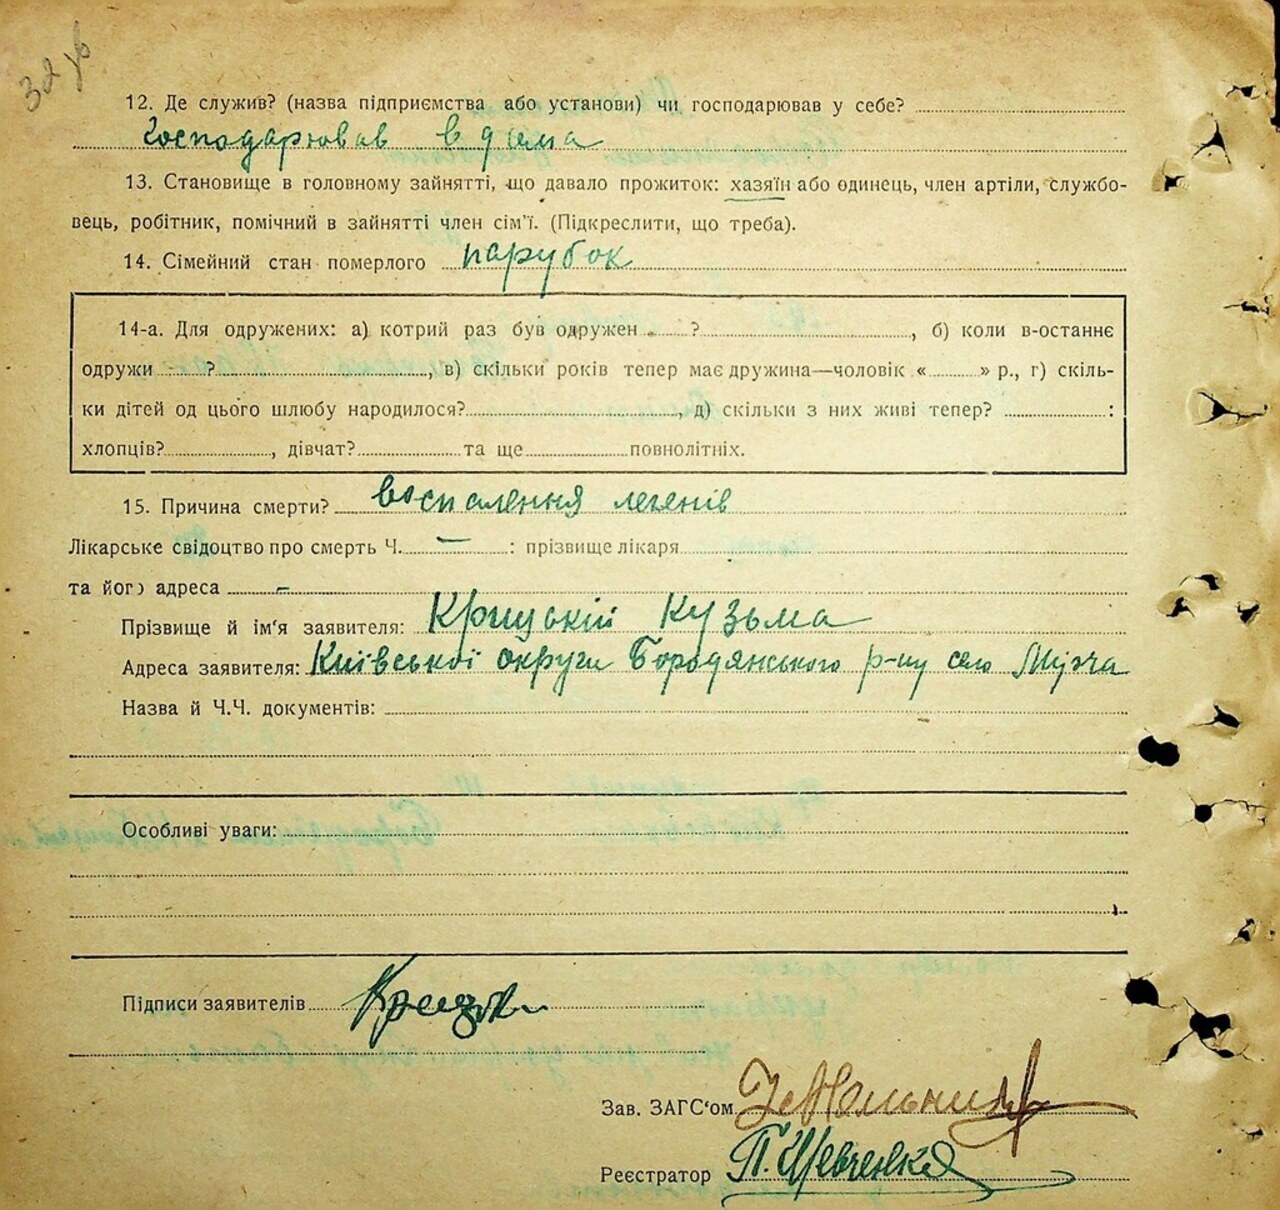 32
12. Де служив? (назва підприємства або установи) чи господарював у себе?
Господарював в дома
13. Становище в головному зайнятті, що давало прожиток: хазяїн або одинець, член артіли, службо-
вець, робітник, помічний в зайнятті член сім'ї. (Підкреслити, що треба).
14. Сімейний стан померлого парубок
14-а. Для одружених: а) котрий раз був одружен ?, б) коли в-останнє
одружи ?, в) скільки років тепер має дружина—чоловік « » р., г) скіль-
ки дітей од цього шлюбу народилося?, д) скільки з них живі тепер? :
хлопців?, дівчат? та ще повнолітніх.
15. Причина смерти? воспалення легенів
Лікарське свідоцтво про смерть Ч. — : прізвище лікаря
та його адреса –
Прізвище й ім'я заявителя: Крицькій Кузьма
Адреса заявителя: Київської округи Бородянського р-ну село Мирча
Назва й Ч.Ч. документів:
Особливі уваги:
Підписи заявителів
Зав. ЗАГС'ом
Реєстратор П. Шевченко